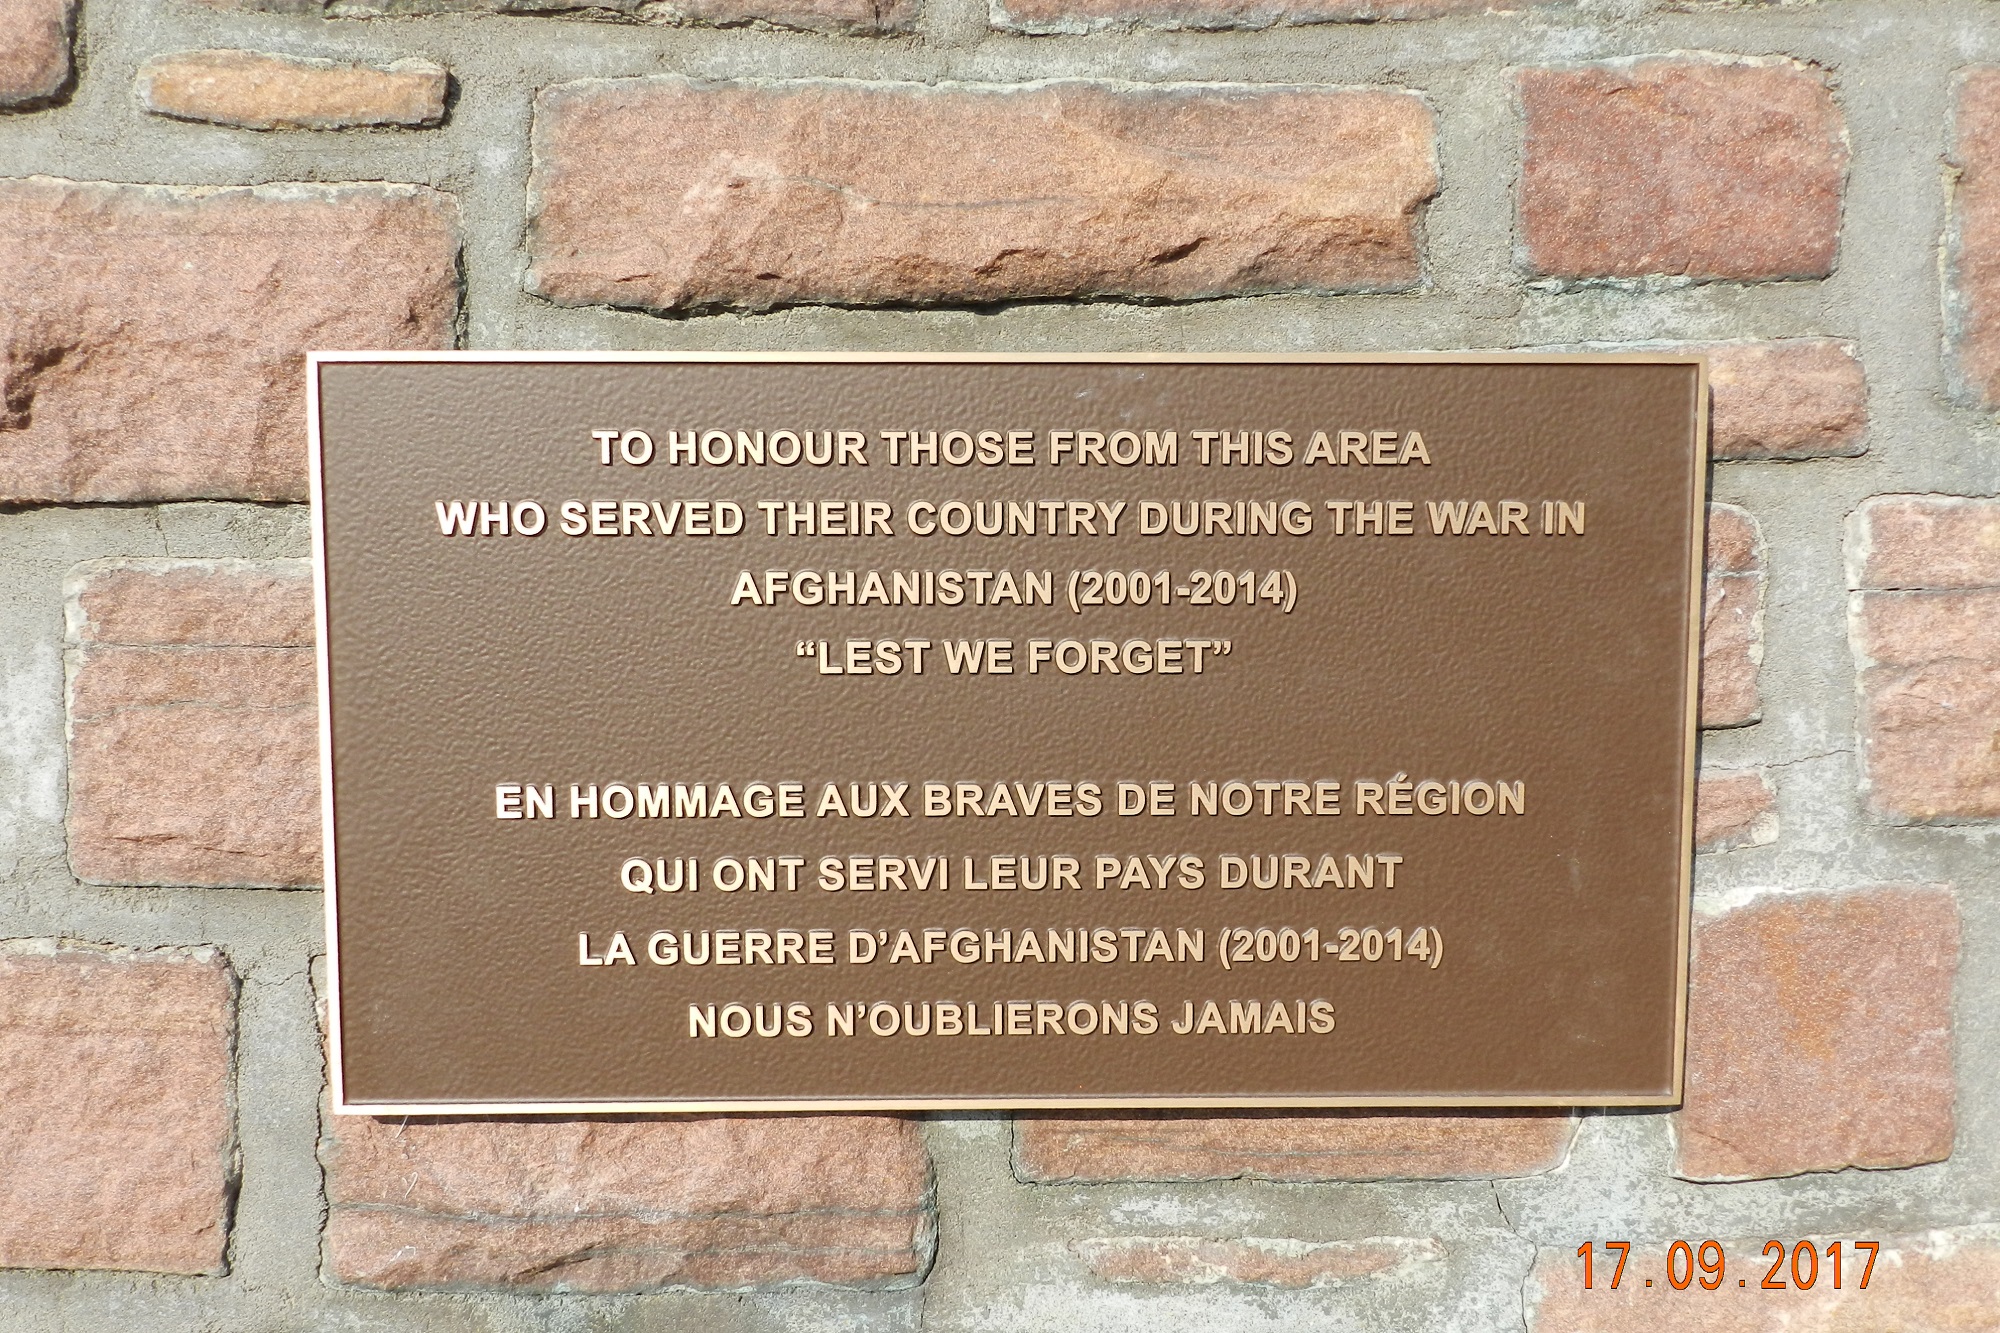 TO HONOUR THOSE FROM THIS AREA
WHO SERVED THEIR COUNTRY DURING THE WAR IN
AFGHANISTAN (2001-2014)
“LEST WE FORGET”
EN HOMMAGE AUX BRAVES DE NOTRE RÉGION
QUI ONT SERVI LEUR PAYS DURANT
LA GUERRE D’AFGHANISTAN (2001-2014)
NOUS N’OUBLIERONS JAMAIS
17.09.2017